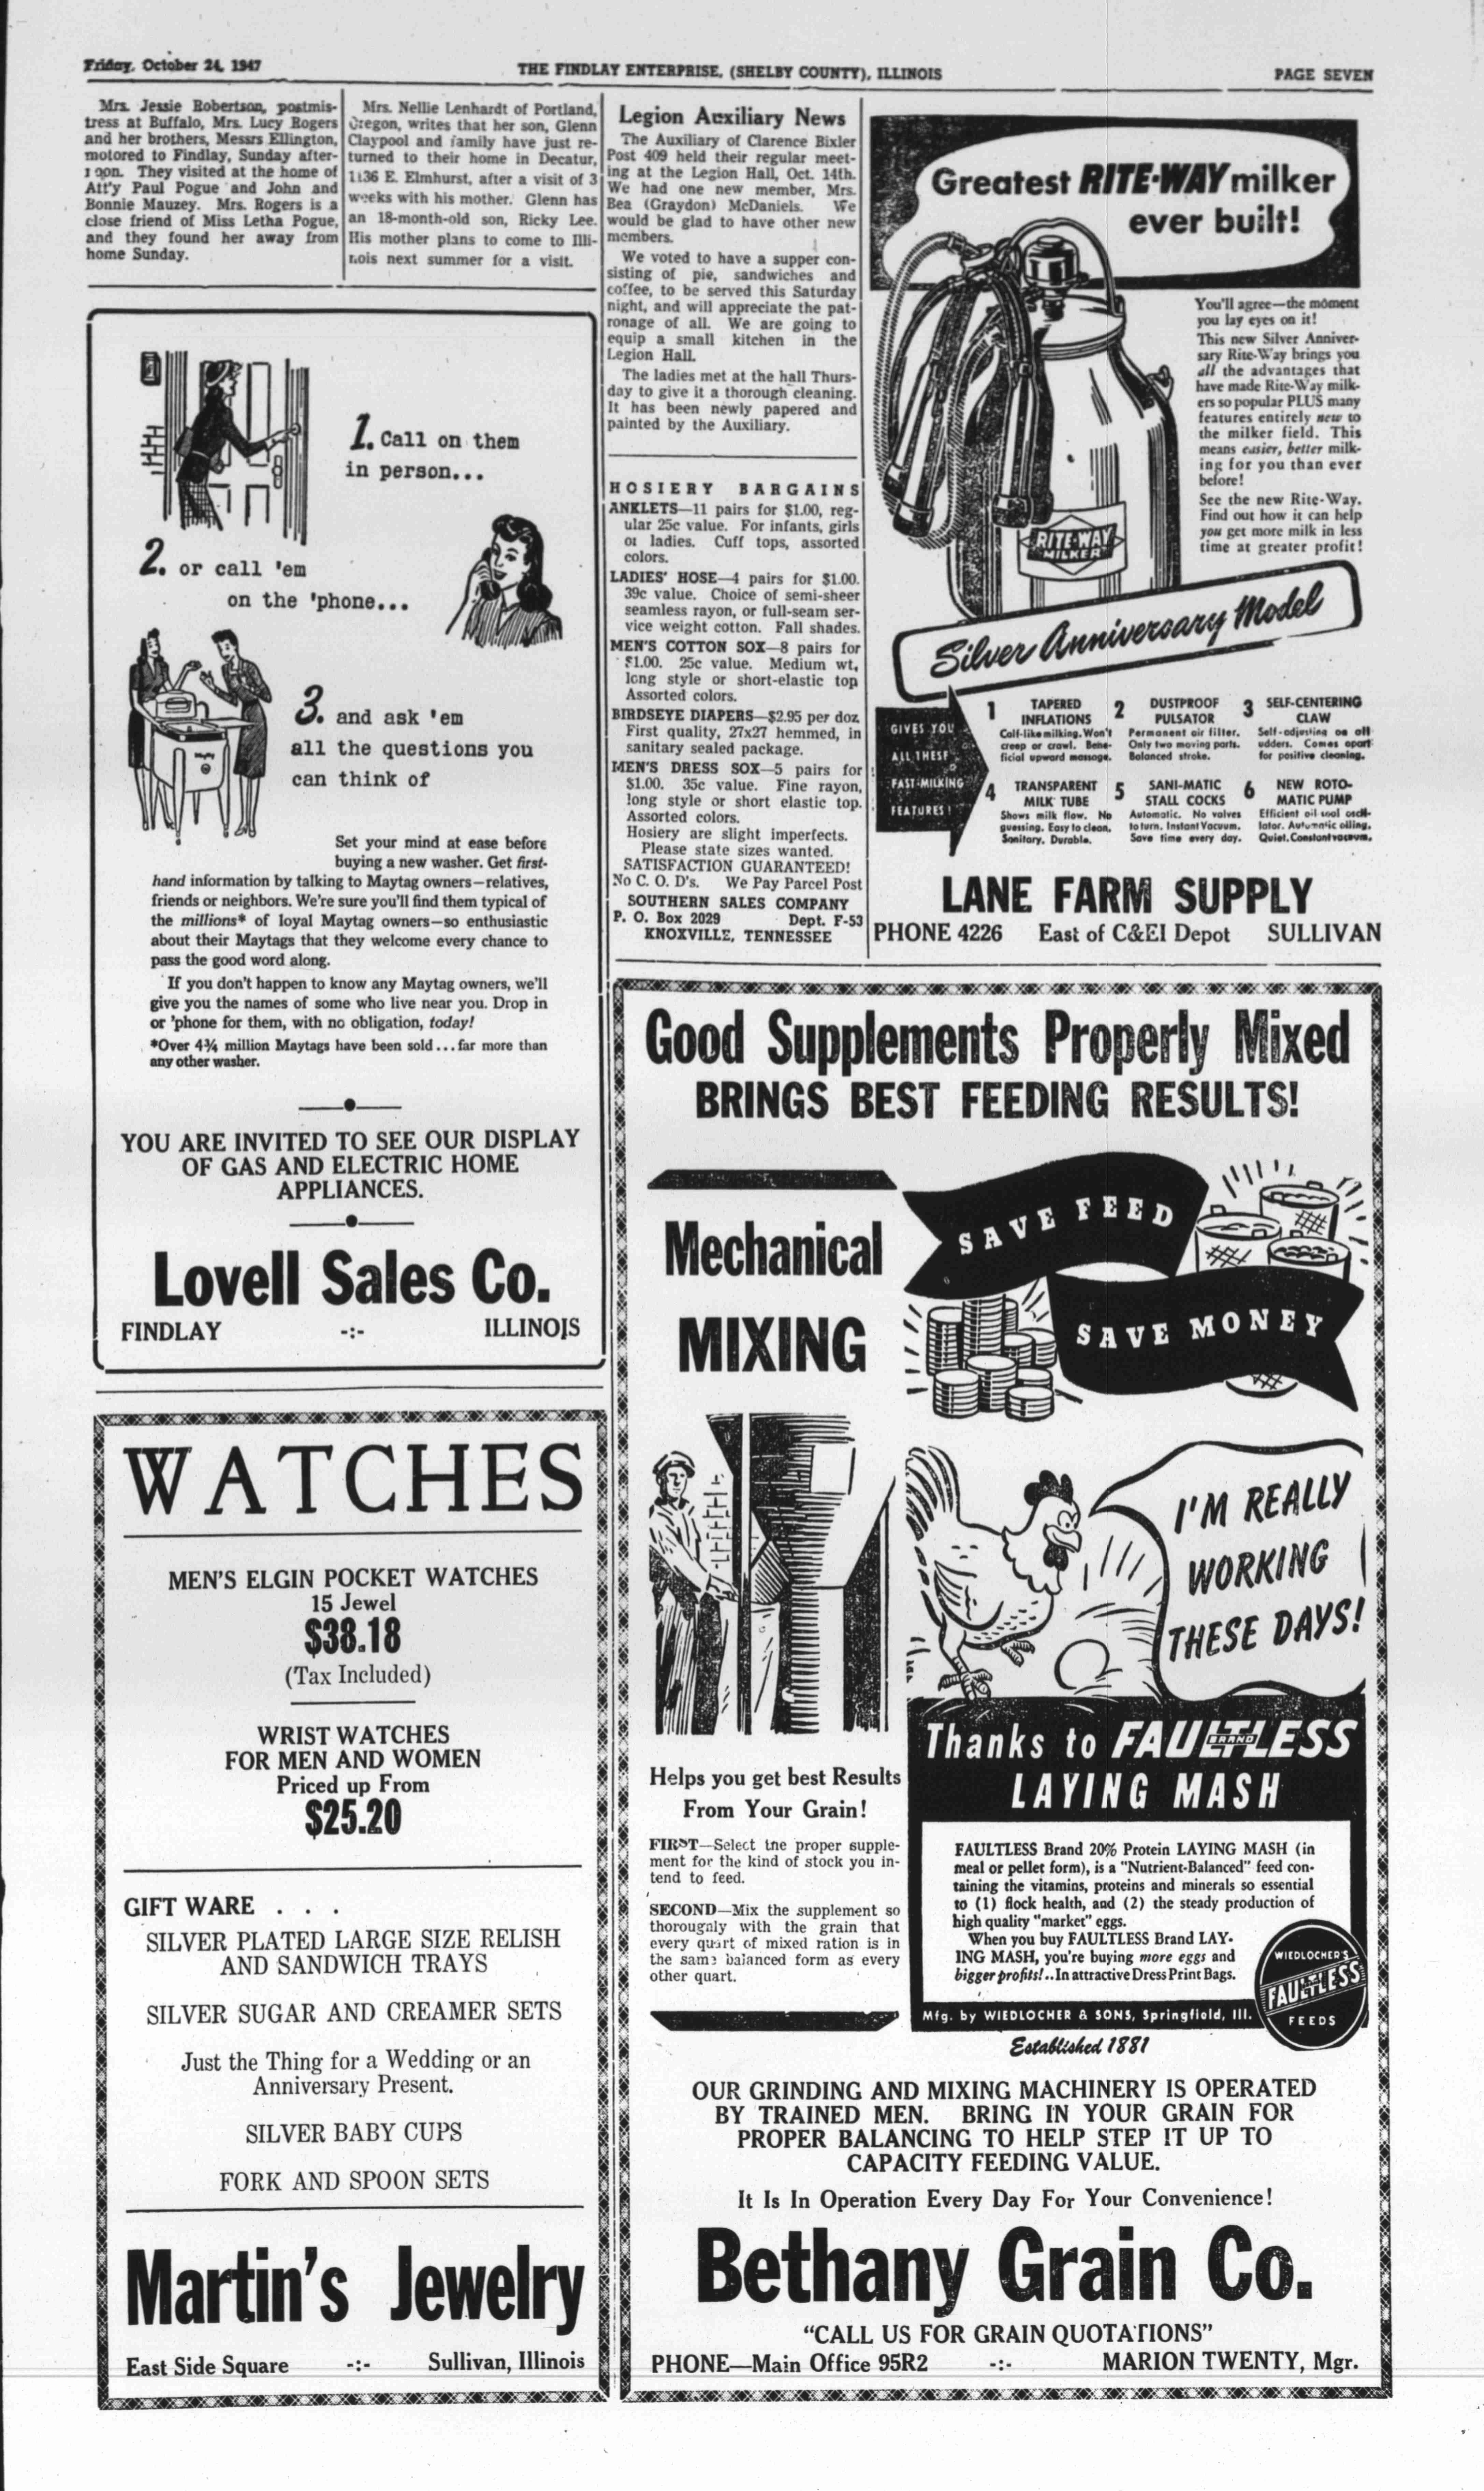 Friday, October 24, 1947
THE FINDLAY ENTERPRISE, (SHELBY COUNTY), ILLINOIS
PAGE SEVEN
Mrs. Jessie Robertson, postmis-
tress at Buffalo, Mrs. Lucy Rogers
and her brothers, Messrs Ellington,
motored to Findlay, Sunday after-
noon. They visited at the home of
Att'y Paul Pogue and John and
Bonnie Mauzey. Mrs. Rogers is a
close friend of Miss Letha Pogue,
and they found her away from
home Sunday.
Mrs. Nellie Lenhardt of Portland,
Oregon, writes that her son, Glenn
Claypool and family have just re-
turned to their home in Decatur,
1136 E. Elmhurst, after a visit of 3
weeks with his mother. Glenn has
an 18-month-old son, Ricky Lee.
His mother plans to come to Illi-
nois next summer for a visit.
1. Call on them
in person...
2. or call 'em
on the 'phone...
3. and ask 'em
all the questions you
can think of
Set your mind at ease before
buying a new washer. Get first-
hand information by talking to Maytag owners—relatives,
friends or neighbors. We're sure you'll find them typical of
the millions* of loyal Maytag owners—so enthusiastic
about their Maytags that they welcome every chance to
pass the good word along.
If you don't happen to know any Maytag owners, we'll
give you the names of some who live near you. Drop in
or 'phone for them, with no obligation, today!
*Over 4¾ million Maytags have been sold...far more than
any other washer.
YOU ARE INVITED TO SEE OUR DISPLAY
OF GAS AND ELECTRIC HOME
APPLIANCES.
Lovell Sales Co.
FINDLAY -:- ILLINOIS
WATCHES
MEN'S ELGIN POCKET WATCHES
15 Jewel
$38.18
(Tax Included)
WRIST WATCHES
FOR MEN AND WOMEN
Priced up From
$25.20
GIFT WARE . . .
SILVER PLATED LARGE SIZE RELISH
AND SANDWICH TRAYS
SILVER SUGAR AND CREAMER SETS
Just the Thing for a Wedding or an
Anniversary Present.
SILVER BABY CUPS
FORK AND SPOON SETS
Martin's Jewelry
East Side Square -:- Sullivan, Illinois
Legion Auxiliary News
The Auxiliary of Clarence Bixler
Post 409 held their regular meet-
ing at the Legion Hall, Oct. 14th.
We had one new member, Mrs.
Bea (Graydon) McDaniels. We
would be glad to have other new
members.
We voted to have a supper con-
sisting of pie, sandwiches and
coffee, to be served this Saturday
night, and will appreciate the pat-
ronage of all. We are going to
equip a small kitchen in the
Legion Hall.
The ladies met at the hall Thurs-
day to give it a thorough cleaning.
It has been newly papered and
painted by the Auxiliary.
HOSIERY BARGAINS
ANKLETS—11 pairs for $1.00, reg-
ular 25c value. For infants, girls
or ladies. Cuff tops, assorted
colors.
LADIES' HOSE—4 pairs for $1.00.
39c value. Choice of semi-sheer
seamless rayon, or full-seam ser-
vice weight cotton. Fall shades.
MEN'S COTTON SOX—8 pairs for
$1.00. 25c value. Medium wt,
long style or short-elastic top
Assorted colors.
BIRDSEYE DIAPERS—$2.95 per doz
First quality, 27x27 hemmed, in
sanitary sealed package.
MEN'S DRESS SOX—5 pairs for
$1.00. 35c value. Fine rayon,
long style or short elastic top.
Assorted colors.
Hosiery are slight imperfects.
Please state sizes wanted.
SATISFACTION GUARANTEED!
No C. O. D's. We Pay Parcel Post
SOUTHERN SALES COMPANY
P. O. Box 2029 Dept. F-53
KNOXVILLE, TENNESSEE
Greatest RITE-WAY milker
ever built!
You'll agree—the moment
you lay eyes on it!
This new Silver Anniver-
sary Rite-Way brings you
all the advantages that
have made Rite-Way milk-
ers so popular PLUS many
features entirely new to
the milker field. This
means easier, better milk-
ing for you than ever
before!
See the new Rite-Way.
Find out how it can help
you get more milk in less
time at greater profit!
RITE-WAY
MILKER
Silver Anniversary Model
GIVES YOU
ALL THESE
FAST-MILKING
FEATURES!
1 TAPERED
INFLATIONS
Calf-like milking. Won't
creep or crawl. Bene-
ficial upward massage.
2 DUSTPROOF
PULSATOR
Permanent air filter.
Only two moving parts.
Balanced stroke.
3 SELF-CENTERING
CLAW
Self-adjusting on all
udders. Comes apart
for positive cleaning.
4 TRANSPARENT
MILK TUBE
Shows milk flow. No
guessing. Easy to clean.
Sanitary. Durable.
5 SANI-MATIC
STALL COCKS
Automatic. No valves
to turn. Instant Vacuum.
Save time every day.
6 NEW ROTO-
MATIC PUMP
Efficient oil-seal oscil-
lator. Automatic oiling.
Quiet. Constant vacuum.
LANE FARM SUPPLY
PHONE 4226 East of C&EI Depot SULLIVAN
Good Supplements Properly Mixed
BRINGS BEST FEEDING RESULTS!
Mechanical
MIXING
SAVE FEED
SAVE MONEY
Helps you get best Results
From Your Grain!
FIRST—Select the proper supple-
ment for the kind of stock you in-
tend to feed.
SECOND—Mix the supplement so
thoroughly with the grain that
every quart of mixed ration is in
the same balanced form as every
other quart.
I'M REALLY
WORKING
THESE DAYS!
Thanks to FAULTLESS
BRAND
LAYING MASH
FAULTLESS Brand 20% Protein LAYING MASH (in
meal or pellet form), is a "Nutrient-Balanced" feed con-
taining the vitamins, proteins and minerals so essential
to (1) flock health, and (2) the steady production of
high quality "market" eggs.
When you buy FAULTLESS Brand LAY-
ING MASH, you're buying more eggs and
bigger profits!..In attractive Dress Print Bags.
WIEDLOCHER'S
FAULTLESS
FEEDS
Mfg. by WIEDLOCHER & SONS, Springfield, Ill.
Established 1881
OUR GRINDING AND MIXING MACHINERY IS OPERATED
BY TRAINED MEN. BRING IN YOUR GRAIN FOR
PROPER BALANCING TO HELP STEP IT UP TO
CAPACITY FEEDING VALUE.
It Is In Operation Every Day For Your Convenience!
Bethany Grain Co.
"CALL US FOR GRAIN QUOTATIONS"
PHONE—Main Office 95R2 -:- MARION TWENTY, Mgr.